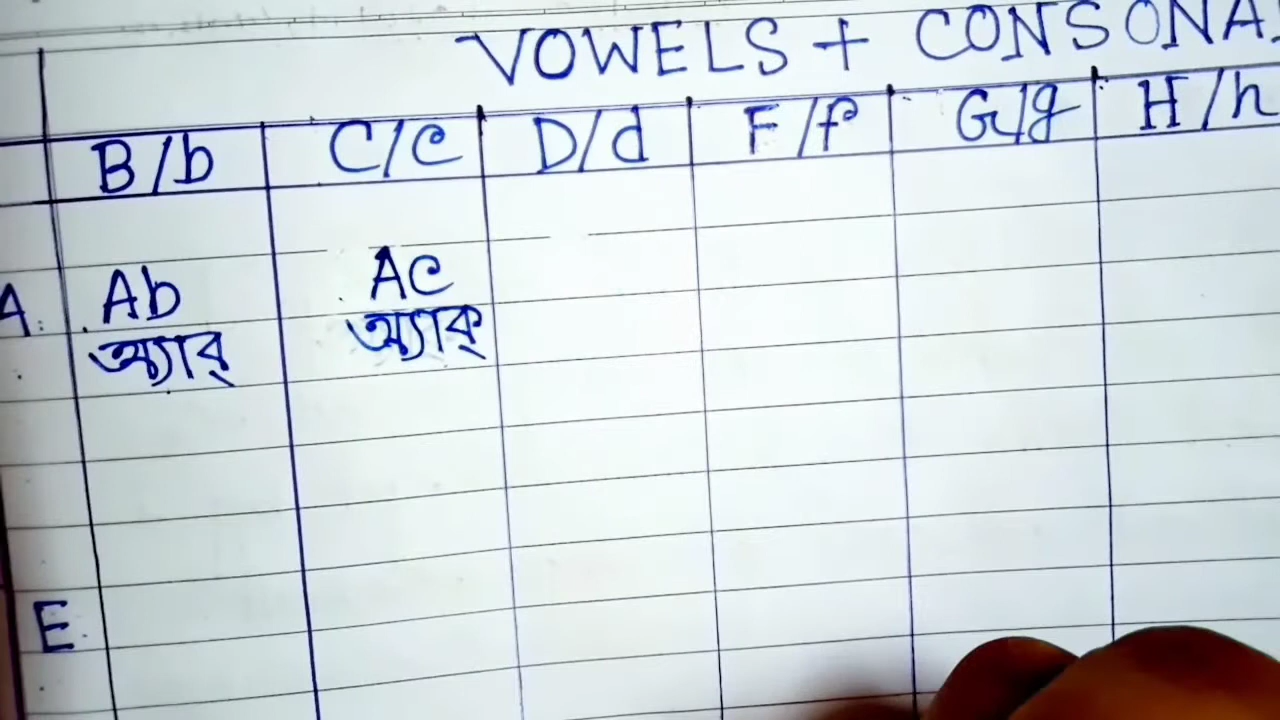 VOWELS + CONSONA
B/b C/c D/d F/f G/g H/h
A. Ab Ac
অ্যাব্ অ্যাক্
E.